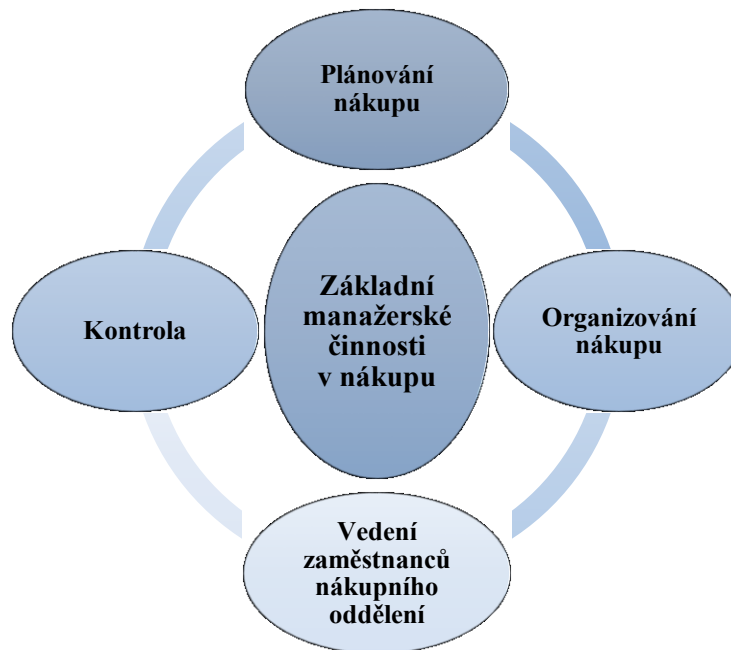 Plánování
nákupu
Základní
manažerské
činnosti
v nákupu
Kontrola
Organizování
nákupu
Vedení
zaměstnanců
nákupního
oddělení